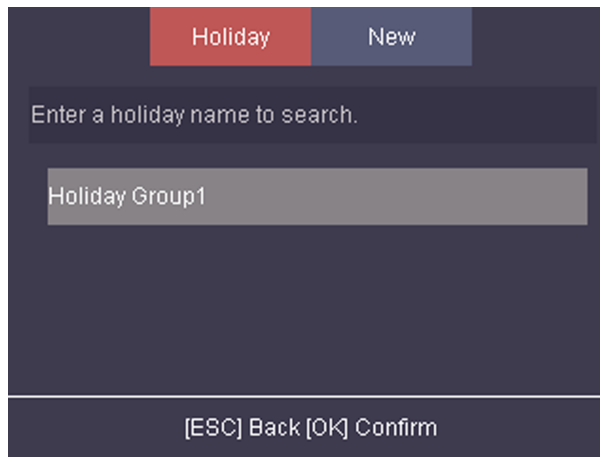 Holiday New
Enter a holiday name to search.
Holiday Group1
[ESC] Back [OK] Confirm